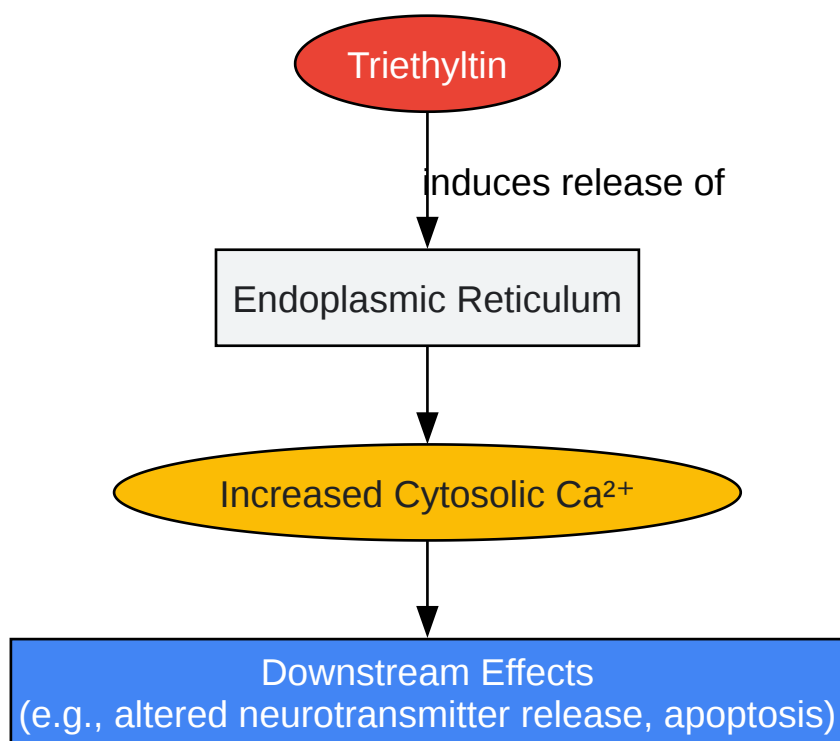 Triethyltin
induces release of
Endoplasmic Reticulum
Increased Cytosolic Ca²⁺
Downstream Effects
(e.g., altered neurotransmitter release, apoptosis)